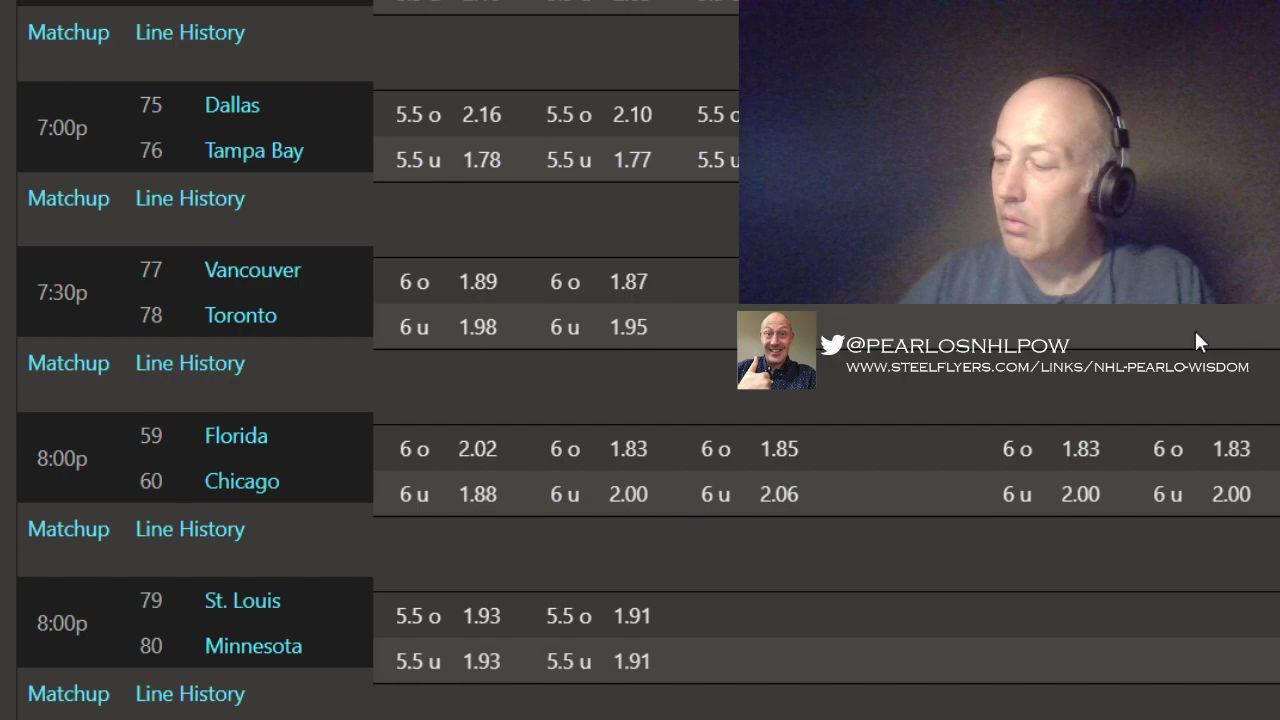 Matchup Line History
7:00p
75 Dallas 5.5 o 2.16 5.5 o 2.10 5.5 o
76 Tampa Bay 5.5 u 1.78 5.5 u 1.77 5.5 u
Matchup Line History
7:30p
77 Vancouver 6 o 1.89 6 o 1.87
78 Toronto 6 u 1.98 6 u 1.95
@PEARLOSNHLPOW
WWW.STEELFLYERS.COM/LINKS/NHL-PEARLO-WISDOM
Matchup Line History
8:00p
59 Florida 6 o 2.02 6 o 1.83 6 o 1.85 6 o 1.83 6 o 1.83
60 Chicago 6 u 1.88 6 u 2.00 6 u 2.06 6 u 2.00 6 u 2.00
Matchup Line History
8:00p
79 St. Louis 5.5 o 1.93 5.5 o 1.91
80 Minnesota 5.5 u 1.93 5.5 u 1.91
Matchup Line History